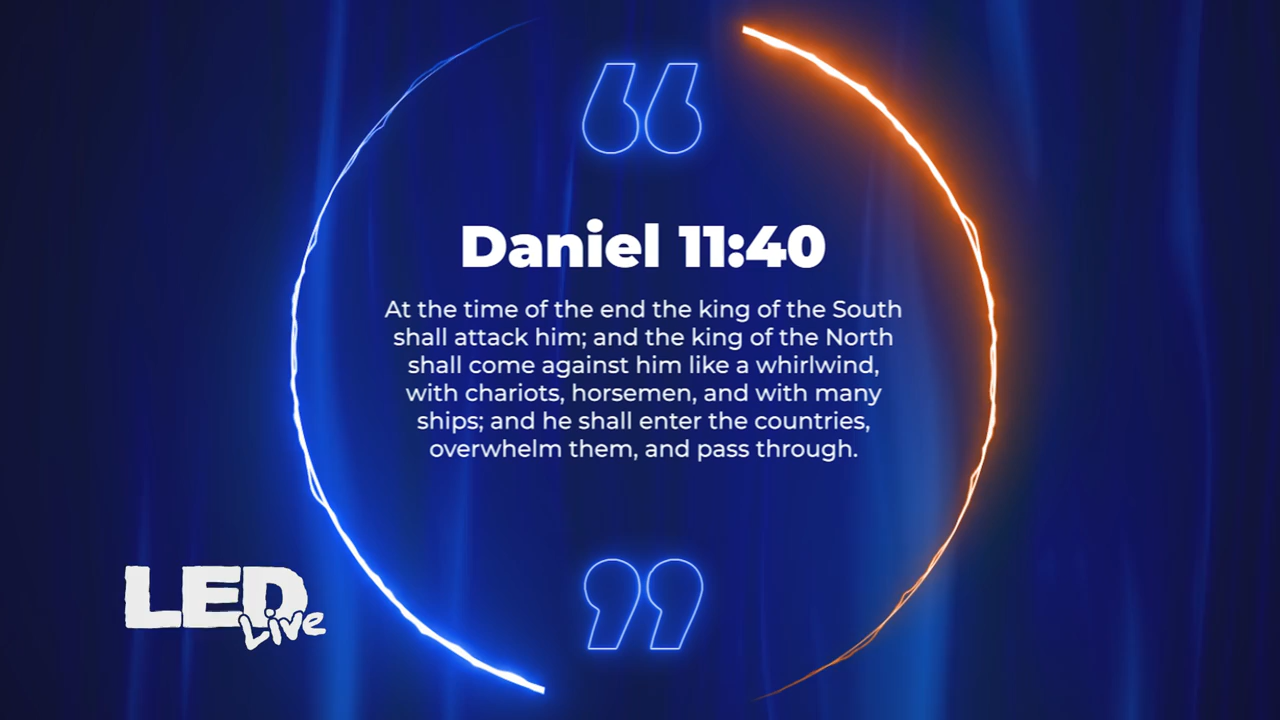 Daniel 11:40
At the time of the end the king of the South
shall attack him; and the king of the North
shall come against him like a whirlwind,
with chariots, horsemen, and with many
ships; and he shall enter the countries,
overwhelm them, and pass through.
LED
Live